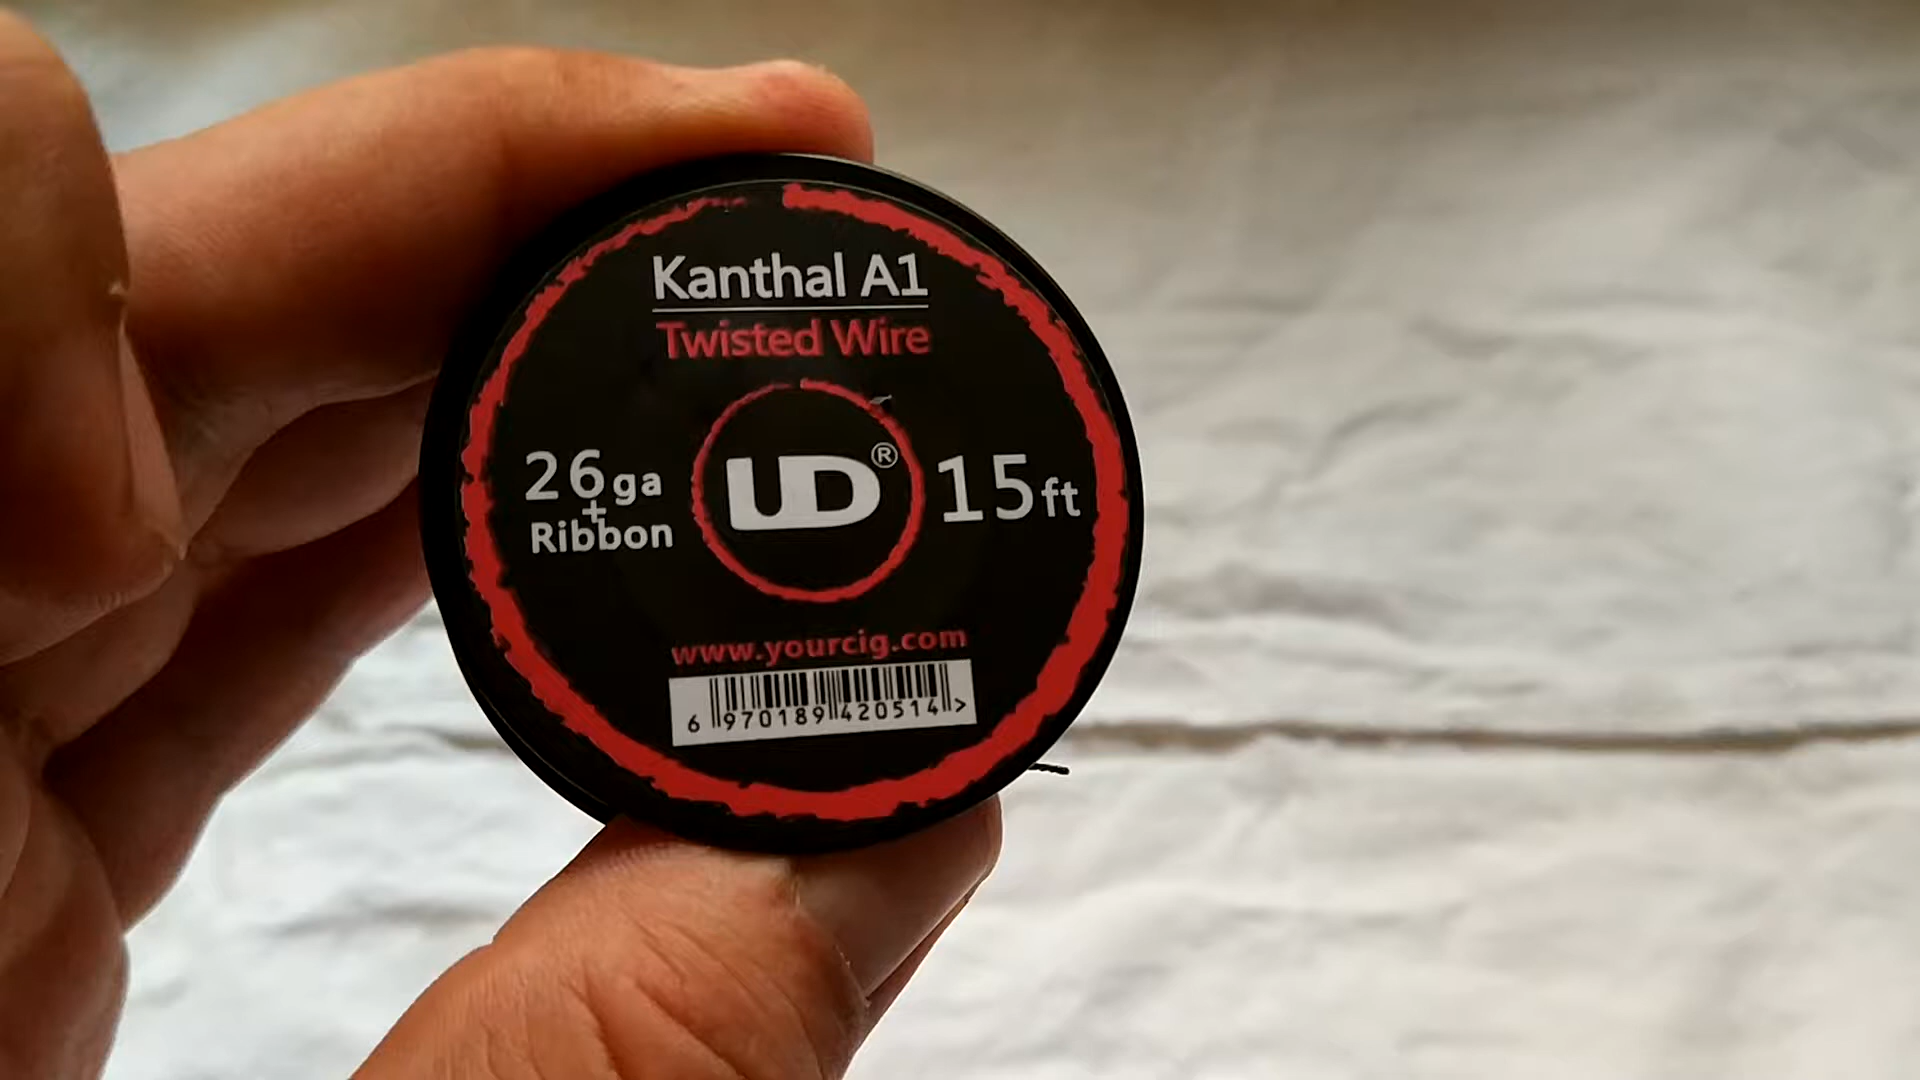 Kanthal A1
Twisted Wire
26ga
+
Ribbon
UD®
15ft
www.yourcig.com
6 970189 420514 >